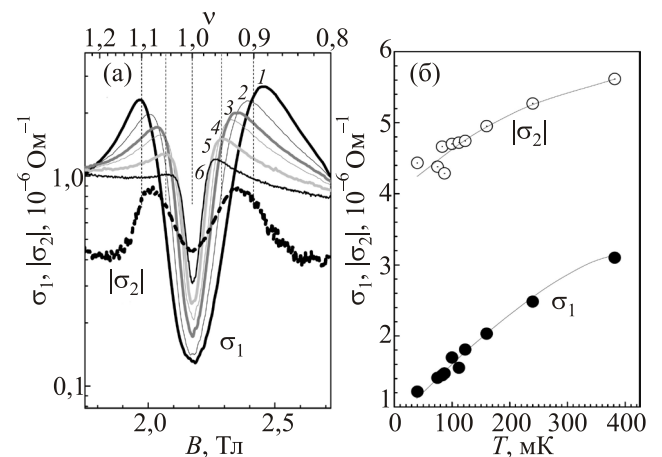 ν
1,2 1,1 1,0 0,9 0,8
(а)
1
2
3
4
5
6
σ₁, |σ₂|, 10⁻⁶ Ом⁻¹
1,0
0,1
|σ₂|
σ₁
2,0 2,5
B, Тл
(б)
σ₁, |σ₂|, 10⁻⁶ Ом⁻¹
6
5
4
3
2
1
|σ₂|
σ₁
0 100 200 300 400
T, мК